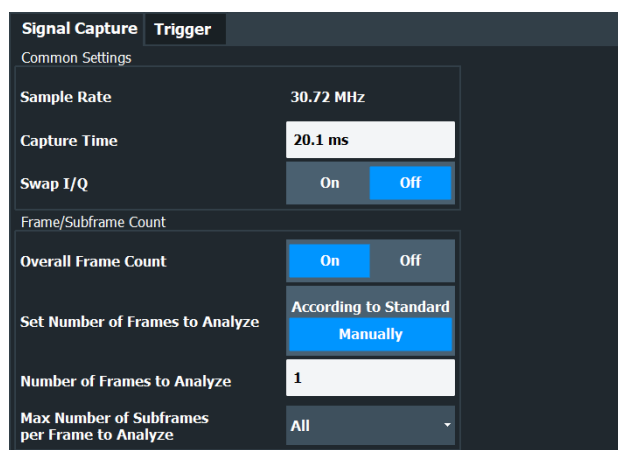 Signal Capture Trigger
Common Settings
Sample Rate 30.72 MHz
Capture Time 20.1 ms
Swap I/Q On Off
Frame/Subframe Count
Overall Frame Count On Off
Set Number of Frames to Analyze According to Standard
Manually
Number of Frames to Analyze 1
Max Number of Subframes
per Frame to Analyze All